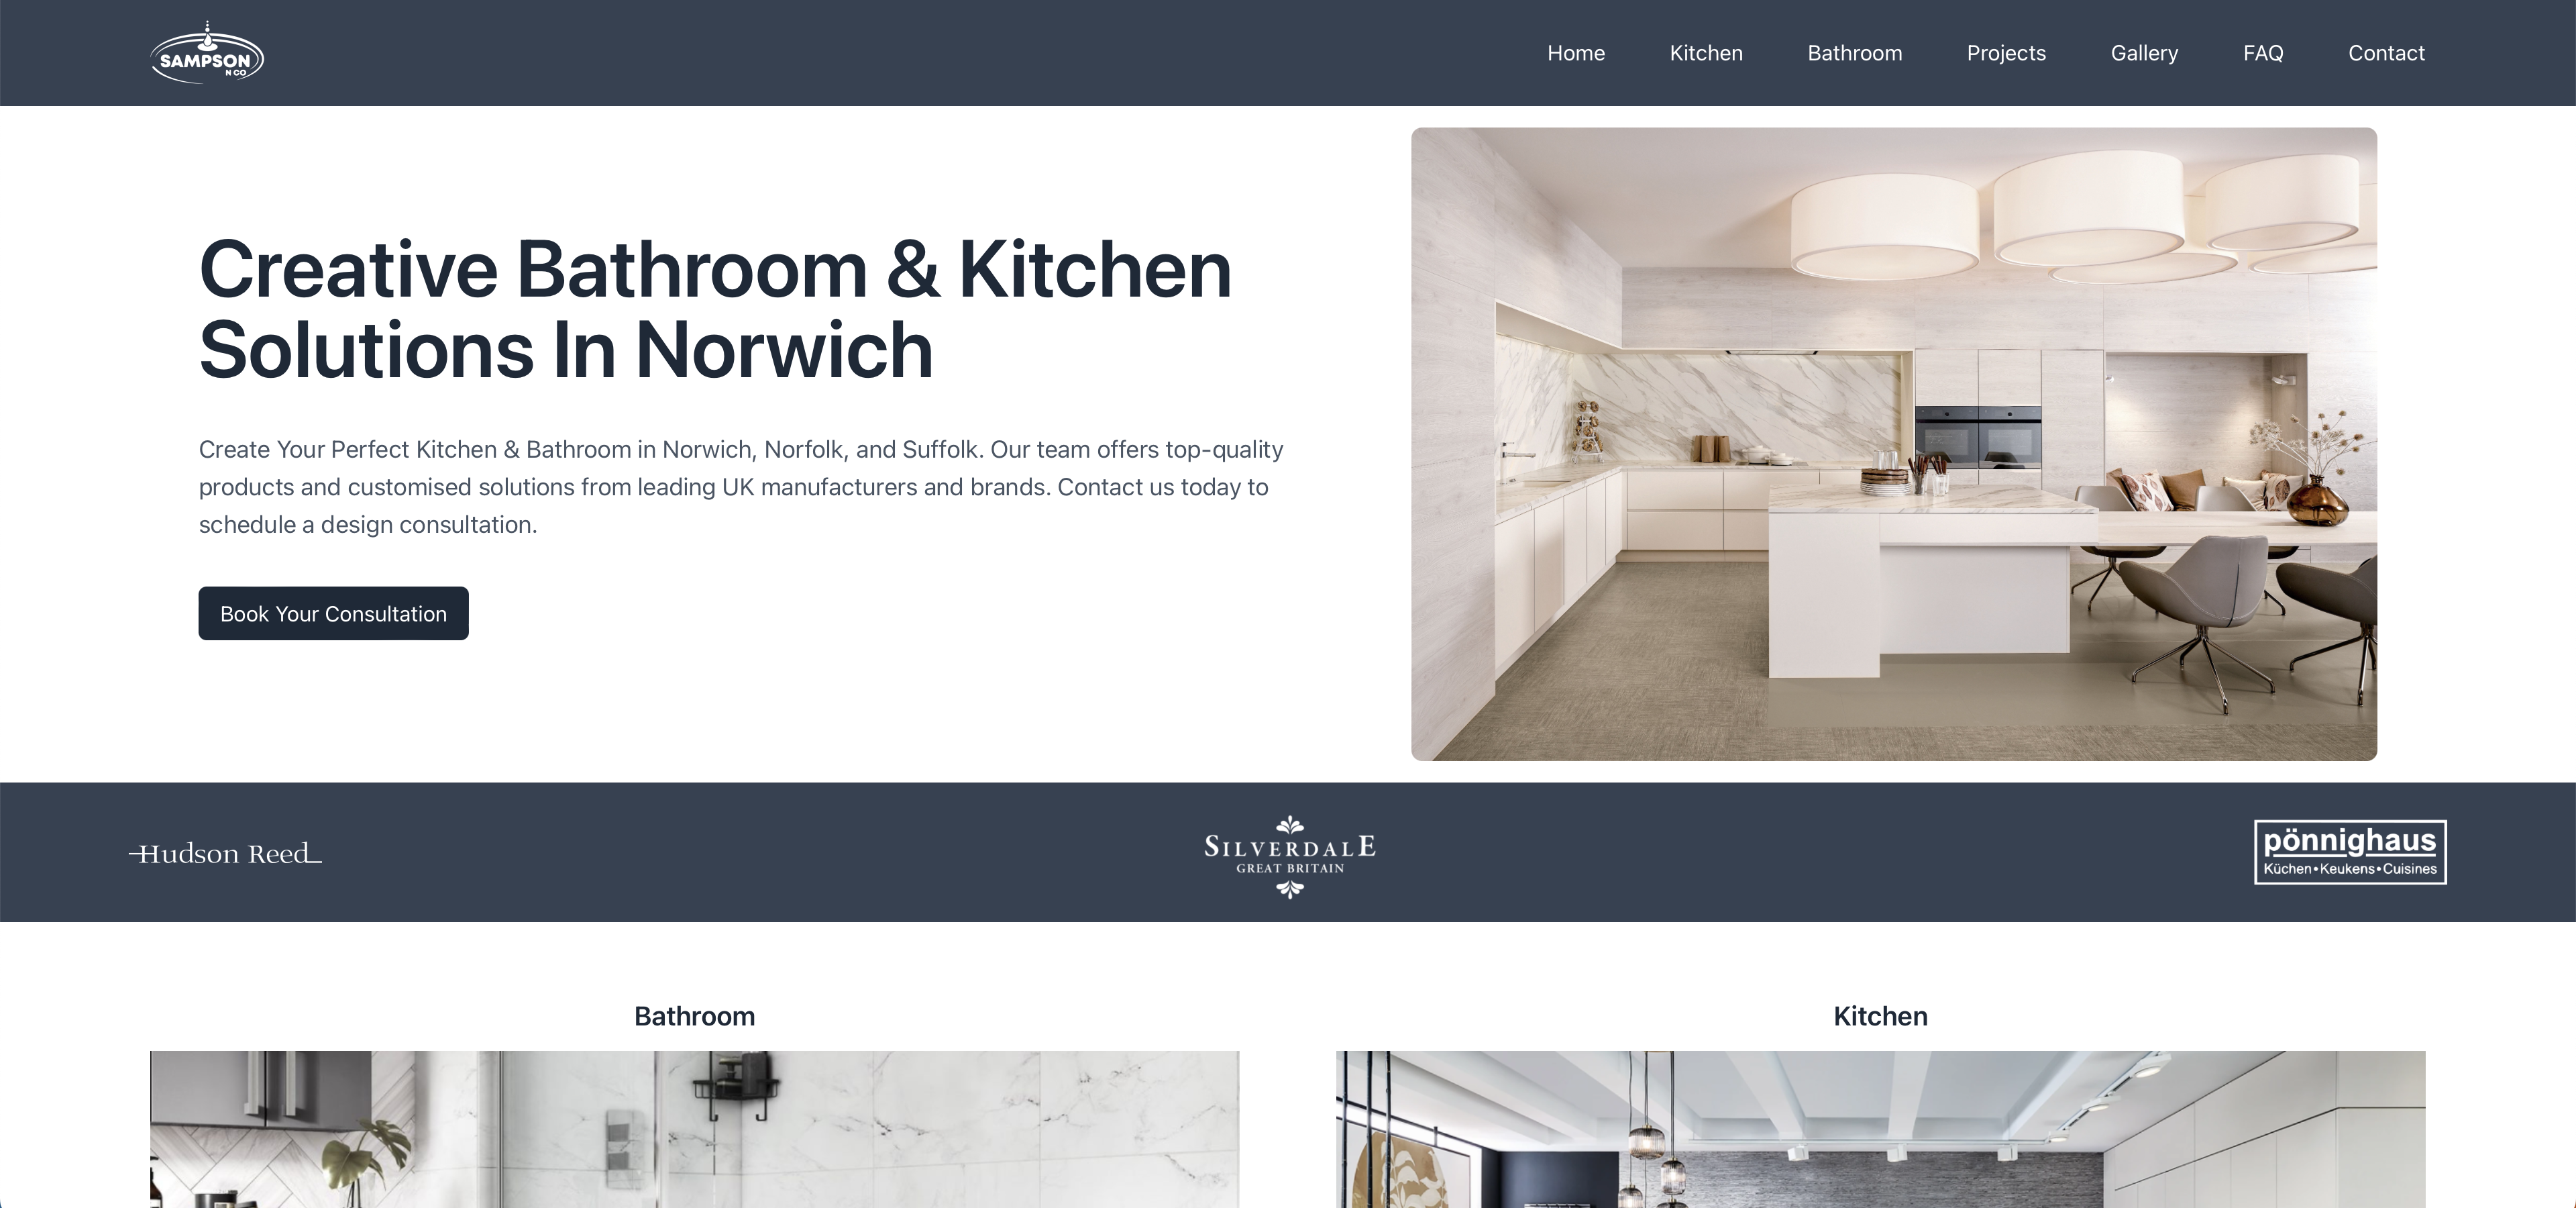 SAMPSON
N CO
Home Kitchen Bathroom Projects Gallery FAQ Contact
Creative Bathroom & Kitchen
Solutions In Norwich
Create Your Perfect Kitchen & Bathroom in Norwich, Norfolk, and Suffolk. Our team offers top-quality
products and customised solutions from leading UK manufacturers and brands. Contact us today to
schedule a design consultation.
Book Your Consultation
Hudson Reed
SILVERDALE
GREAT BRITAIN
pönnighaus
Küchen•Keukens•Cuisines
Bathroom
Kitchen